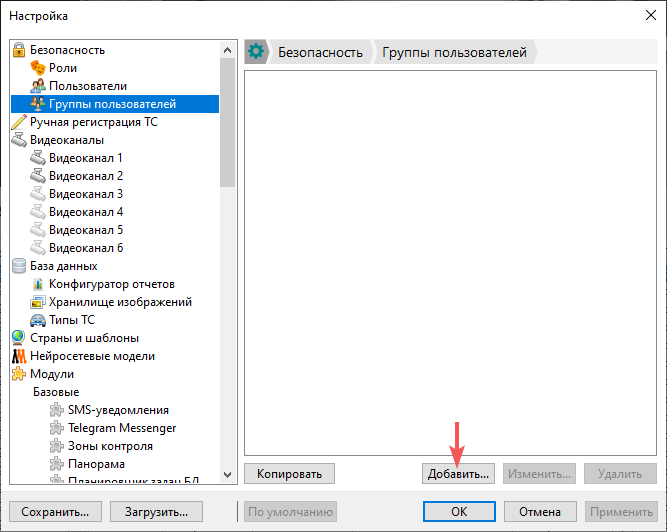 Настройка
Безопасность
Роли
Пользователи
Группы пользователей
Ручная регистрация ТС
Видеоканалы
Видеоканал 1
Видеоканал 2
Видеоканал 3
Видеоканал 4
Видеоканал 5
Видеоканал 6
База данных
Конфигуратор отчетов
Хранилище изображений
Типы ТС
Страны и шаблоны
Нейросетевые модели
Модули
Базовые
SMS-уведомления
Telegram Messenger
Зоны контроля
Панорама
Планировщик задач БД
Безопасность Группы пользователей
Копировать Добавить... Изменить... Удалить
Сохранить... Загрузить... По умолчанию ОК Отмена Применить